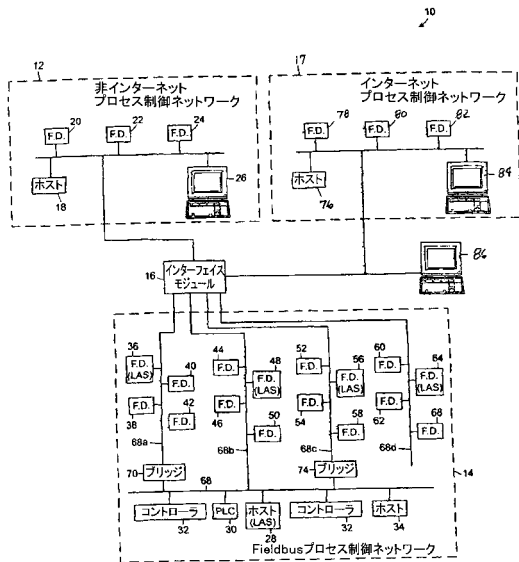 10
12
非インターネット
プロセス制御ネットワーク
20
F.D.
22
F.D.
24
F.D.
ホスト
18
26
17
インターネット
プロセス制御ネットワーク
F.D.
78
F.D.
80
F.D.
82
ホスト
76
84
86
16
インターフェイス
モジュール
36
F.D.
(LAS)
40
F.D.
38
F.D.
42
F.D.
68a
44
F.D.
48
F.D.
(LAS)
46
F.D.
50
F.D.
68b
52
F.D.
56
F.D.
(LAS)
54
F.D.
58
F.D.
68c
60
F.D.
64
F.D.
(LAS)
62
F.D.
68
F.D.
68d
70
ブリッジ
68
74
ブリッジ
14
コントローラ
32
PLC
30
ホスト
(LAS)
28
コントローラ
32
ホスト
34
Fieldbusプロセス制御ネットワーク